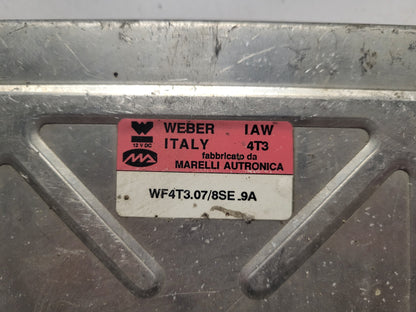 WEBER IAW
12 V DC
ITALY 4T3
fabbricato da
MARELLI AUTRONICA
WF4T3.07/8SE .9A